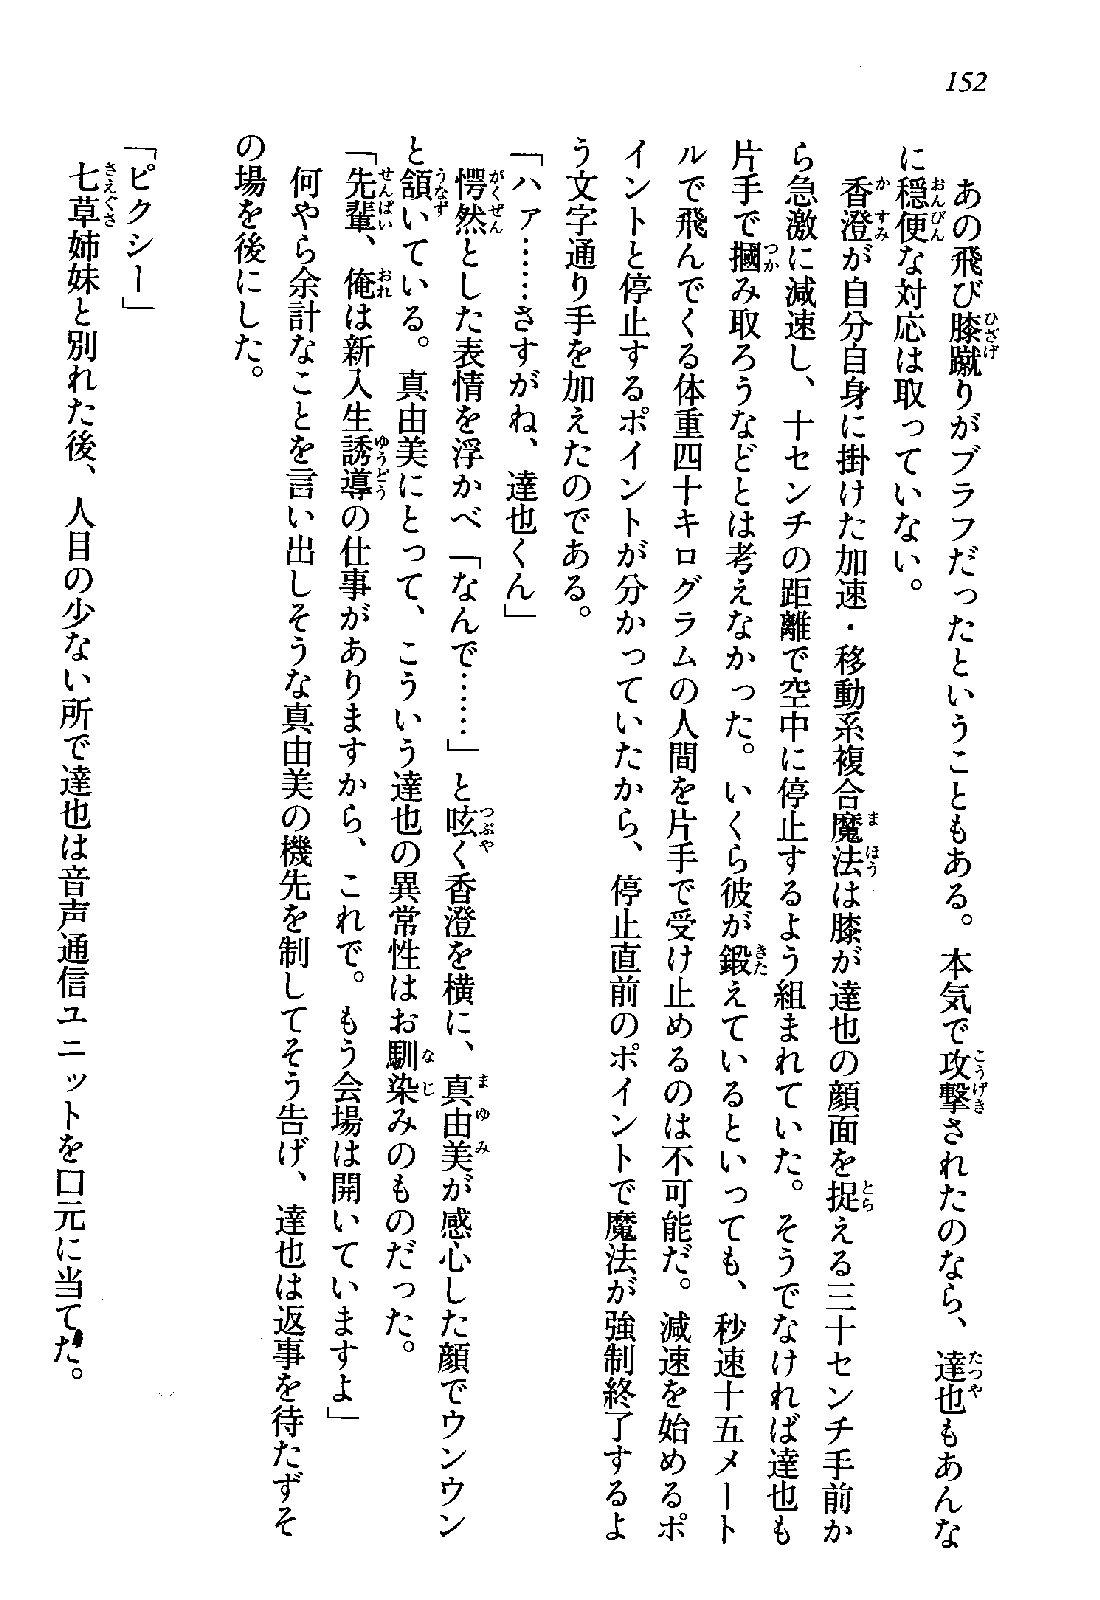 152
あの飛び膝蹴りがブラフだったということもある。本気で攻撃されたのなら、達也もあんな
に穏便な対応は取っていない。
香澄が自分自身に掛けた加速・移動系複合魔法は膝が達也の顔面を捉える三十センチ手前か
ら急激に減速し、十センチの距離で空中に停止するよう組まれていた。そうでなければ達也も
片手で摑み取ろうなどとは考えなかった。いくら彼が鍛えているといっても、秒速十五メート
ルで飛んでくる体重四十キログラムの人間を片手で受け止めるのは不可能だ。減速を始めるポ
イントと停止するポイントが分かっていたから、停止直前のポイントで魔法が強制終了するよ
う文字通り手を加えたのである。
「ハァ……さすがね、達也くん」
愕然とした表情を浮かべ「なんで……」と呟く香澄を横に、真由美が感心した顔でウンウン
と頷いている。真由美にとって、こういう達也の異常性はお馴染みのものだった。
「先輩、俺は新入生誘導の仕事がありますから、これで。もう会場は開いていますよ」
何やら余計なことを言い出しそうな真由美の機先を制してそう告げ、達也は返事を待たずそ
の場を後にした。
「ピクシー」
七草姉妹と別れた後、人目の少ない所で達也は音声通信ユニットを口元に当てた。